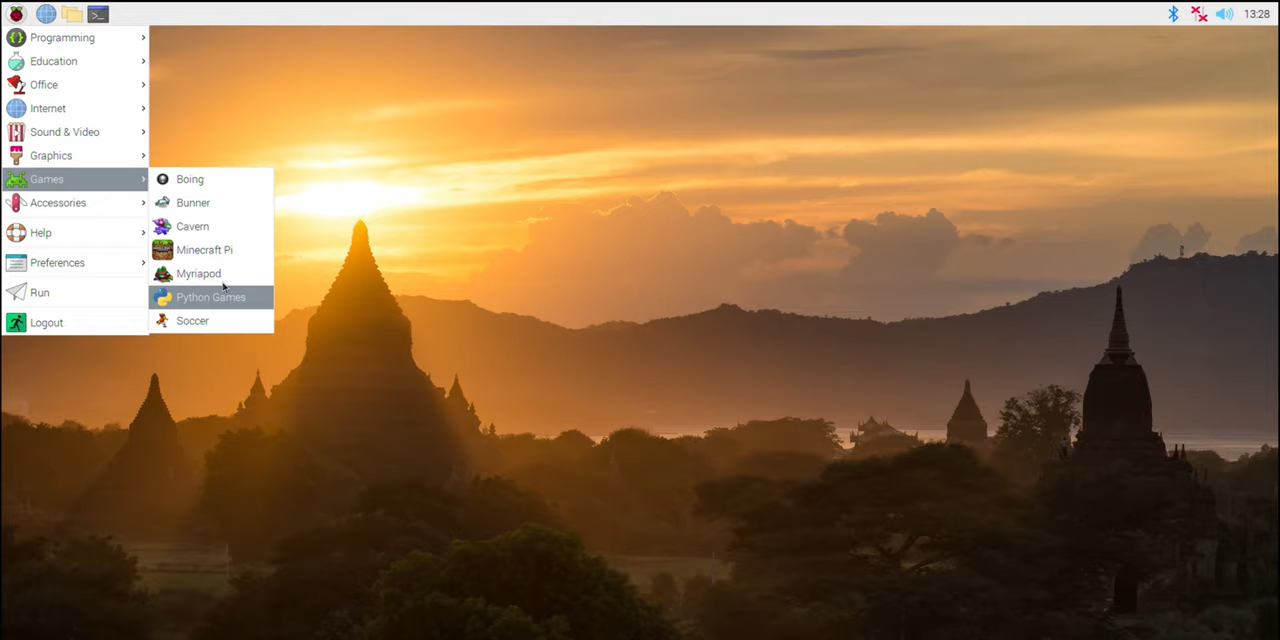 13:28
Programming
Education
Office
Internet
Sound & Video
Graphics
Games
Accessories
Help
Preferences
Run
Logout
Boing
Bunner
Cavern
Minecraft Pi
Myriapod
Python Games
Soccer